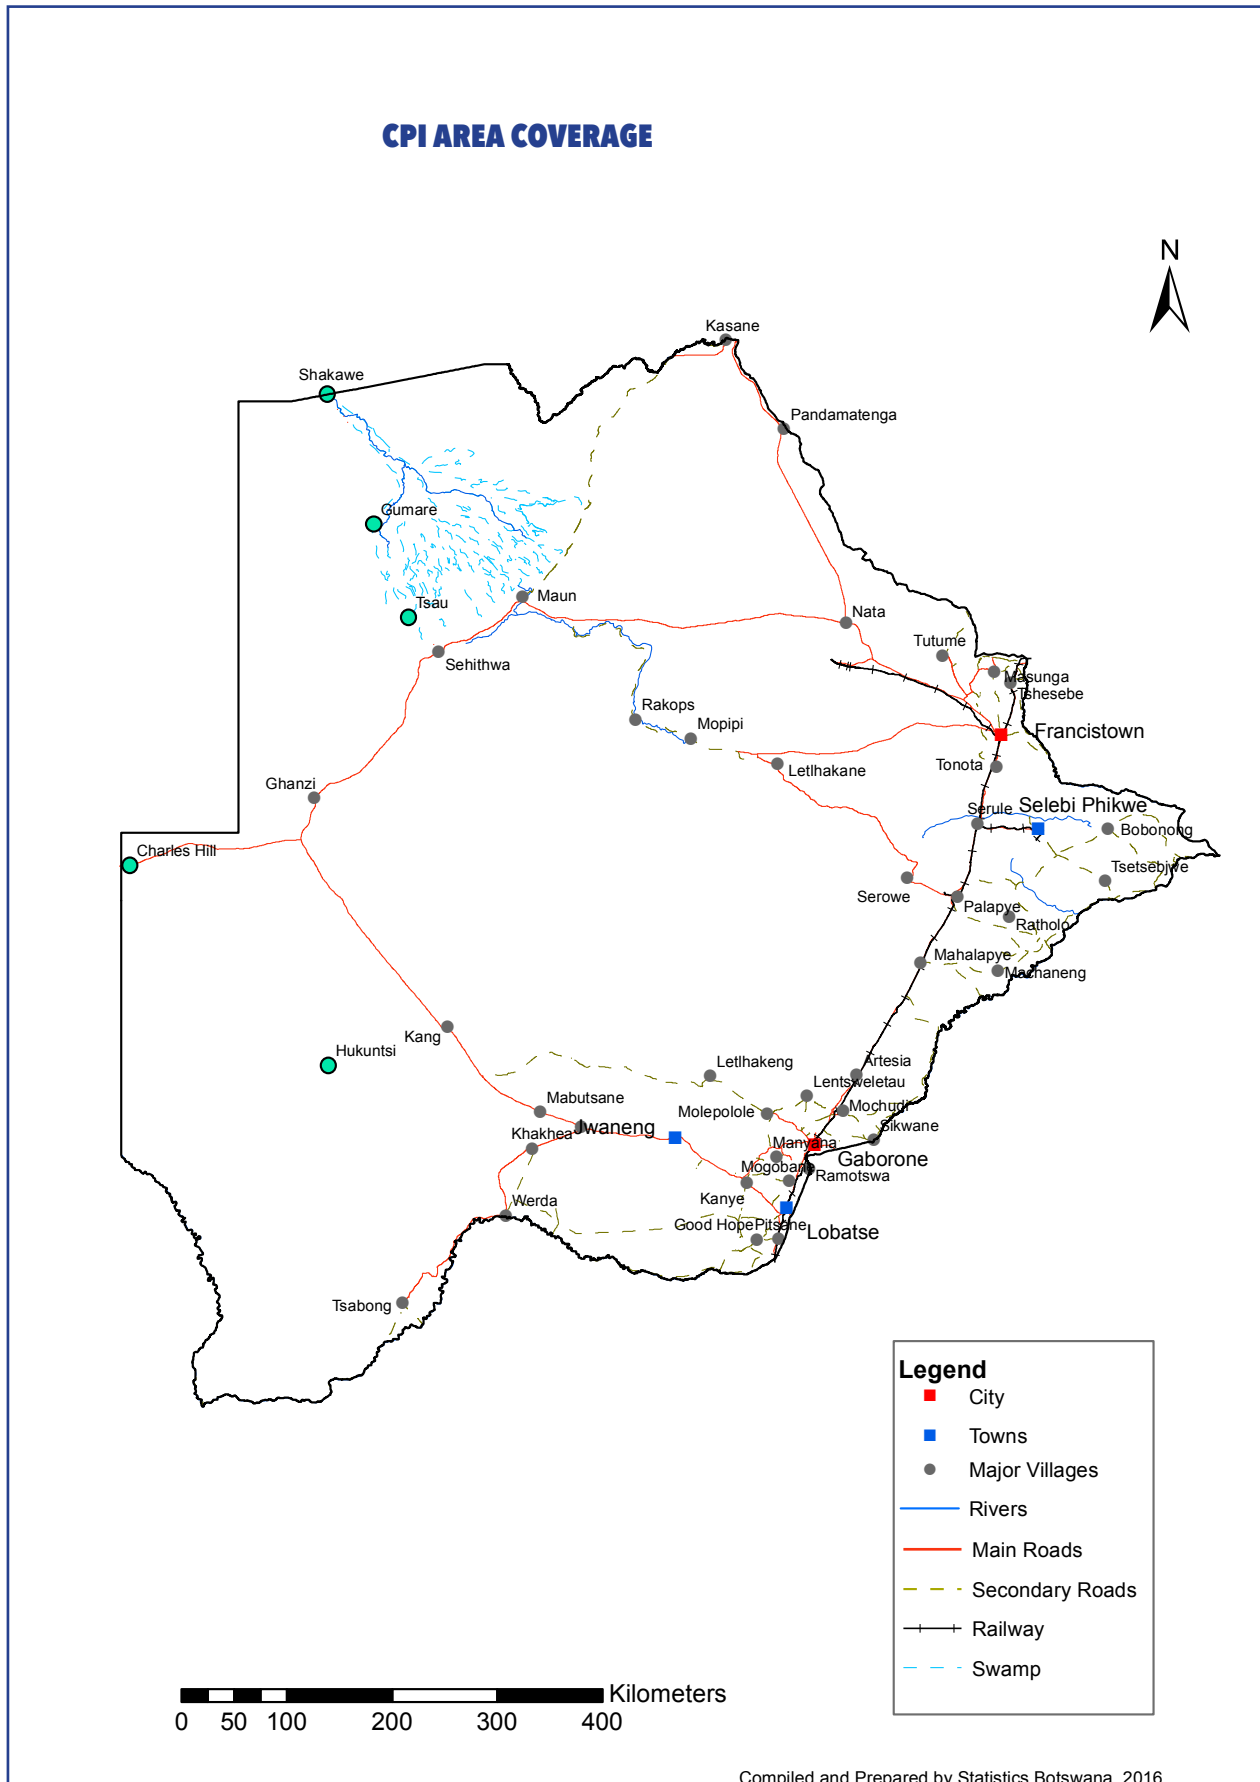 CPI AREA COVERAGE
N
Kasane
Shakawe
Pandamatenga
Gumare
Tsau
Maun
Nata
Tutume
Sehithwa
Masunga
Tshesebe
Rakops
Mopipi
Francistown
Letlhakane
Tonota
Ghanzi
Serule
Selebi Phikwe
Bobonong
Charles Hill
Tsetsebjwe
Serowe
Palapye
Ratholo
Mahalapye
Machaneng
Kang
Hukuntsi
Letlhakeng
Artesia
Lentsweletau
Mabutsane
Molepolole
Mochudi
Jwaneng
Sikwane
Khakhea
Manyana
Gaborone
Mogobane
Ramotswa
Kanye
Werda
Good Hope
Pitsane
Lobatse
Tsabong
Legend
City
Towns
Major Villages
Rivers
Main Roads
Secondary Roads
Railway
Swamp
Kilometers
0 50 100 200 300 400
Compiled and Prepared by Statistics Botswana, 2016